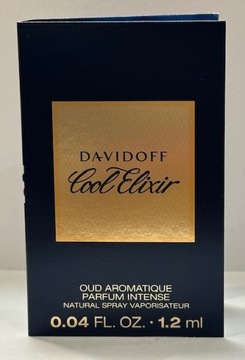 DAVIDOFF
Cool Elixir
OUD AROMATIQUE
PARFUM INTENSE
NATURAL SPRAY VAPORISATEUR
0.04 FL. OZ. · 1.2 ml